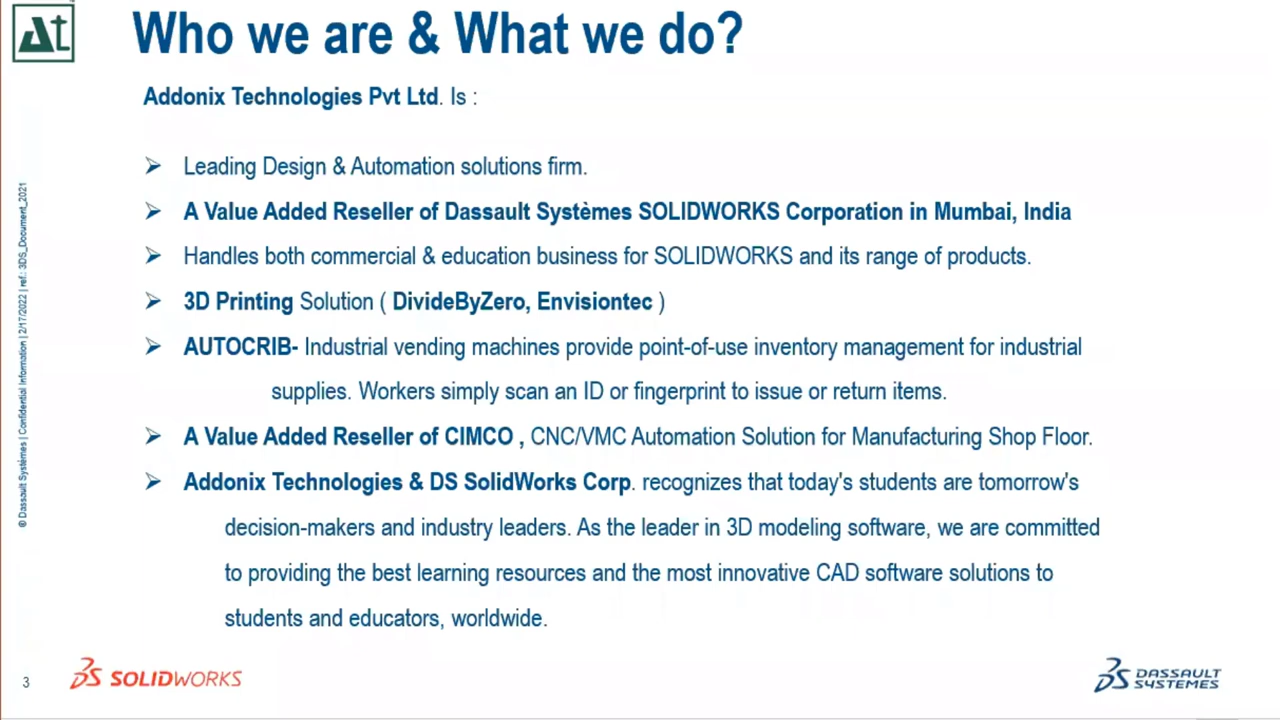 At
Who we are & What we do?
Addonix Technologies Pvt Ltd. Is :
➢ Leading Design & Automation solutions firm.
➢ A Value Added Reseller of Dassault Systèmes SOLIDWORKS Corporation in Mumbai, India
➢ Handles both commercial & education business for SOLIDWORKS and its range of products.
➢ 3D Printing Solution ( DivideByZero, Envisiontec )
➢ AUTOCRIB- Industrial vending machines provide point-of-use inventory management for industrial
supplies. Workers simply scan an ID or fingerprint to issue or return items.
➢ A Value Added Reseller of CIMCO , CNC/VMC Automation Solution for Manufacturing Shop Floor.
➢ Addonix Technologies & DS SolidWorks Corp. recognizes that today's students are tomorrow's
decision-makers and industry leaders. As the leader in 3D modeling software, we are committed
to providing the best learning resources and the most innovative CAD software solutions to
students and educators, worldwide.
© Dassault Systèmes | Confidential Information | 2/17/2022 | ref.: 3DS_Document_2021
3
DS SOLIDWORKS
DS DASSAULT
SYSTEMES